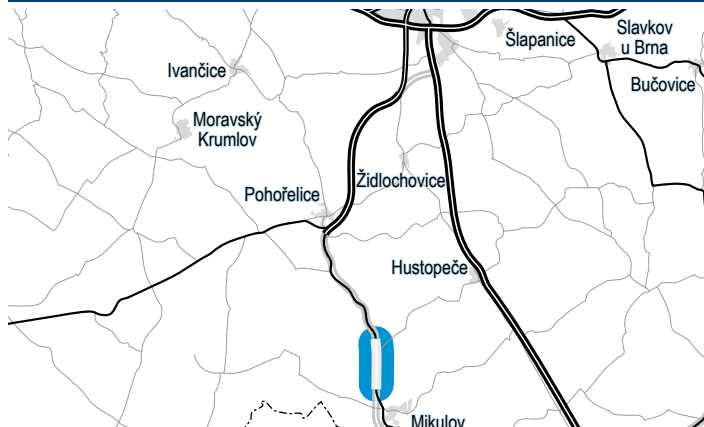 Šlapanice
Slavkov
u Brna
Ivančice
Bučovice
Moravský
Krumlov
Židlochovice
Pohořelice
Hustopeče
Mikulov